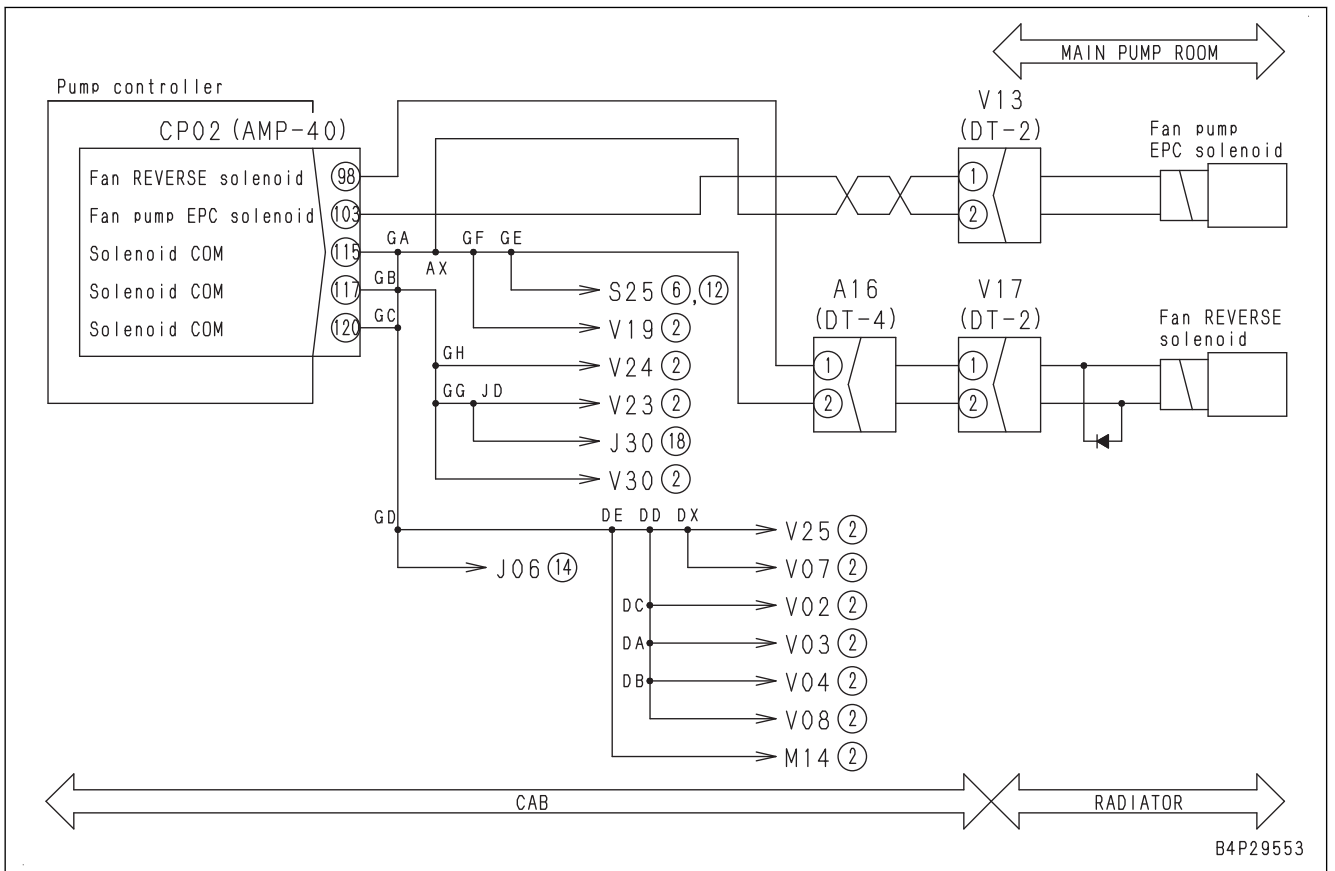 MAIN PUMP ROOM
Pump controller
CP02 (AMP-40)
V13
(DT-2)
Fan pump
EPC solenoid
Fan REVERSE solenoid 98
Fan pump EPC solenoid 103
Solenoid COM 115
Solenoid COM 117
Solenoid COM 120
1
2
GA GF GE
AX
GB
GC
S25 6,12
V19 2
GH
V24 2
GG JD
V23 2
J30 18
V30 2
A16
(DT-4)
V17
(DT-2)
Fan REVERSE
solenoid
1 1
2 2
GD DE DD DX
V25 2
J06 14
V07 2
DC V02 2
DA V03 2
DB V04 2
V08 2
M14 2
CAB RADIATOR
B4P29553